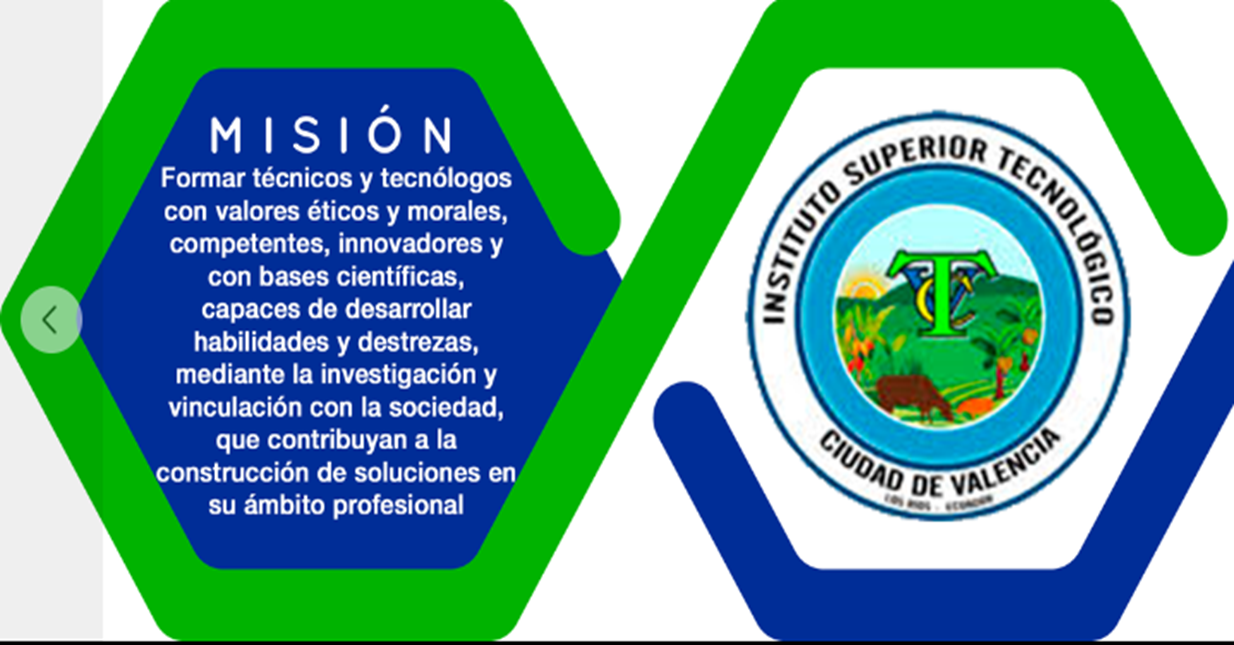 MISIÓN
Formar técnicos y tecnólogos
con valores éticos y morales,
competentes, innovadores y
con bases científicas,
capaces de desarrollar
habilidades y destrezas,
mediante la investigación y
vinculación con la sociedad,
que contribuyan a la
construcción de soluciones en
su ámbito profesional
INSTITUTO SUPERIOR TECNOLÓGICO
CIUDAD DE VALENCIA
LOS RIOS - ECUADOR